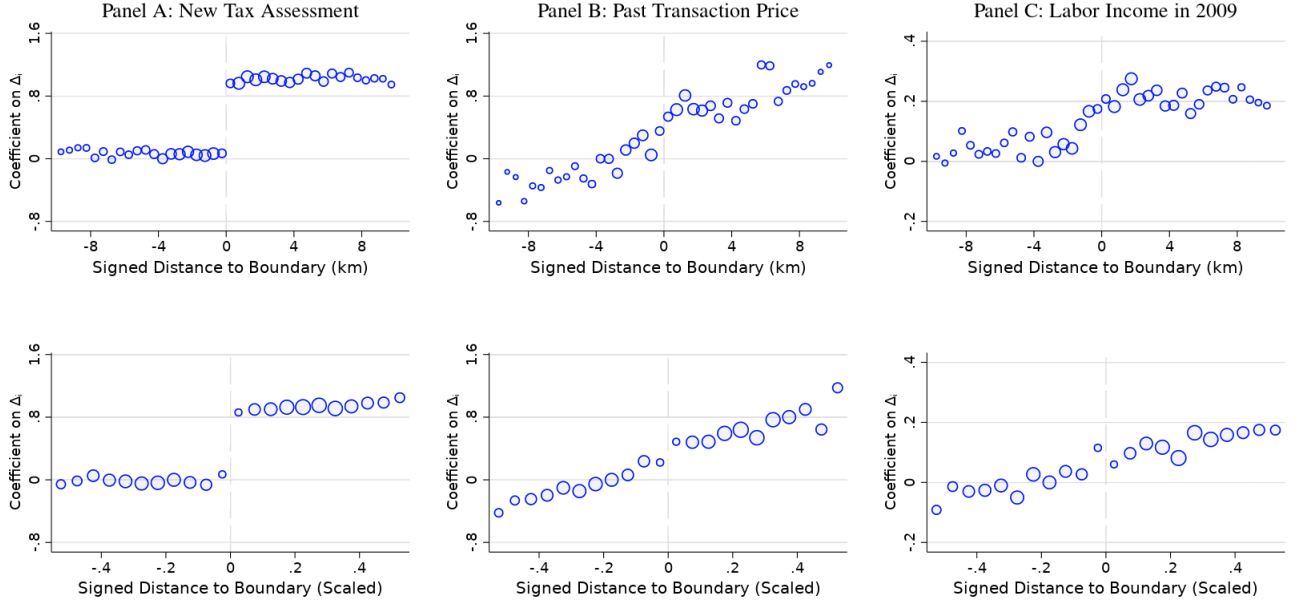 Panel A: New Tax Assessment
1.6
.8
0
-.8
Coefficient on Δᵢ
-8 -4 0 4 8
Signed Distance to Boundary (km)
Panel B: Past Transaction Price
1.6
.8
0
-.8
Coefficient on Δᵢ
-8 -4 0 4 8
Signed Distance to Boundary (km)
Panel C: Labor Income in 2009
.4
.2
0
-.2
Coefficient on Δᵢ
-8 -4 0 4 8
Signed Distance to Boundary (km)
1.6
.8
0
-.8
Coefficient on Δᵢ
-.4 -.2 0 .2 .4
Signed Distance to Boundary (Scaled)
1.6
.8
0
-.8
Coefficient on Δᵢ
-.4 -.2 0 .2 .4
Signed Distance to Boundary (Scaled)
.4
.2
0
-.2
Coefficient on Δᵢ
-.4 -.2 0 .2 .4
Signed Distance to Boundary (Scaled)